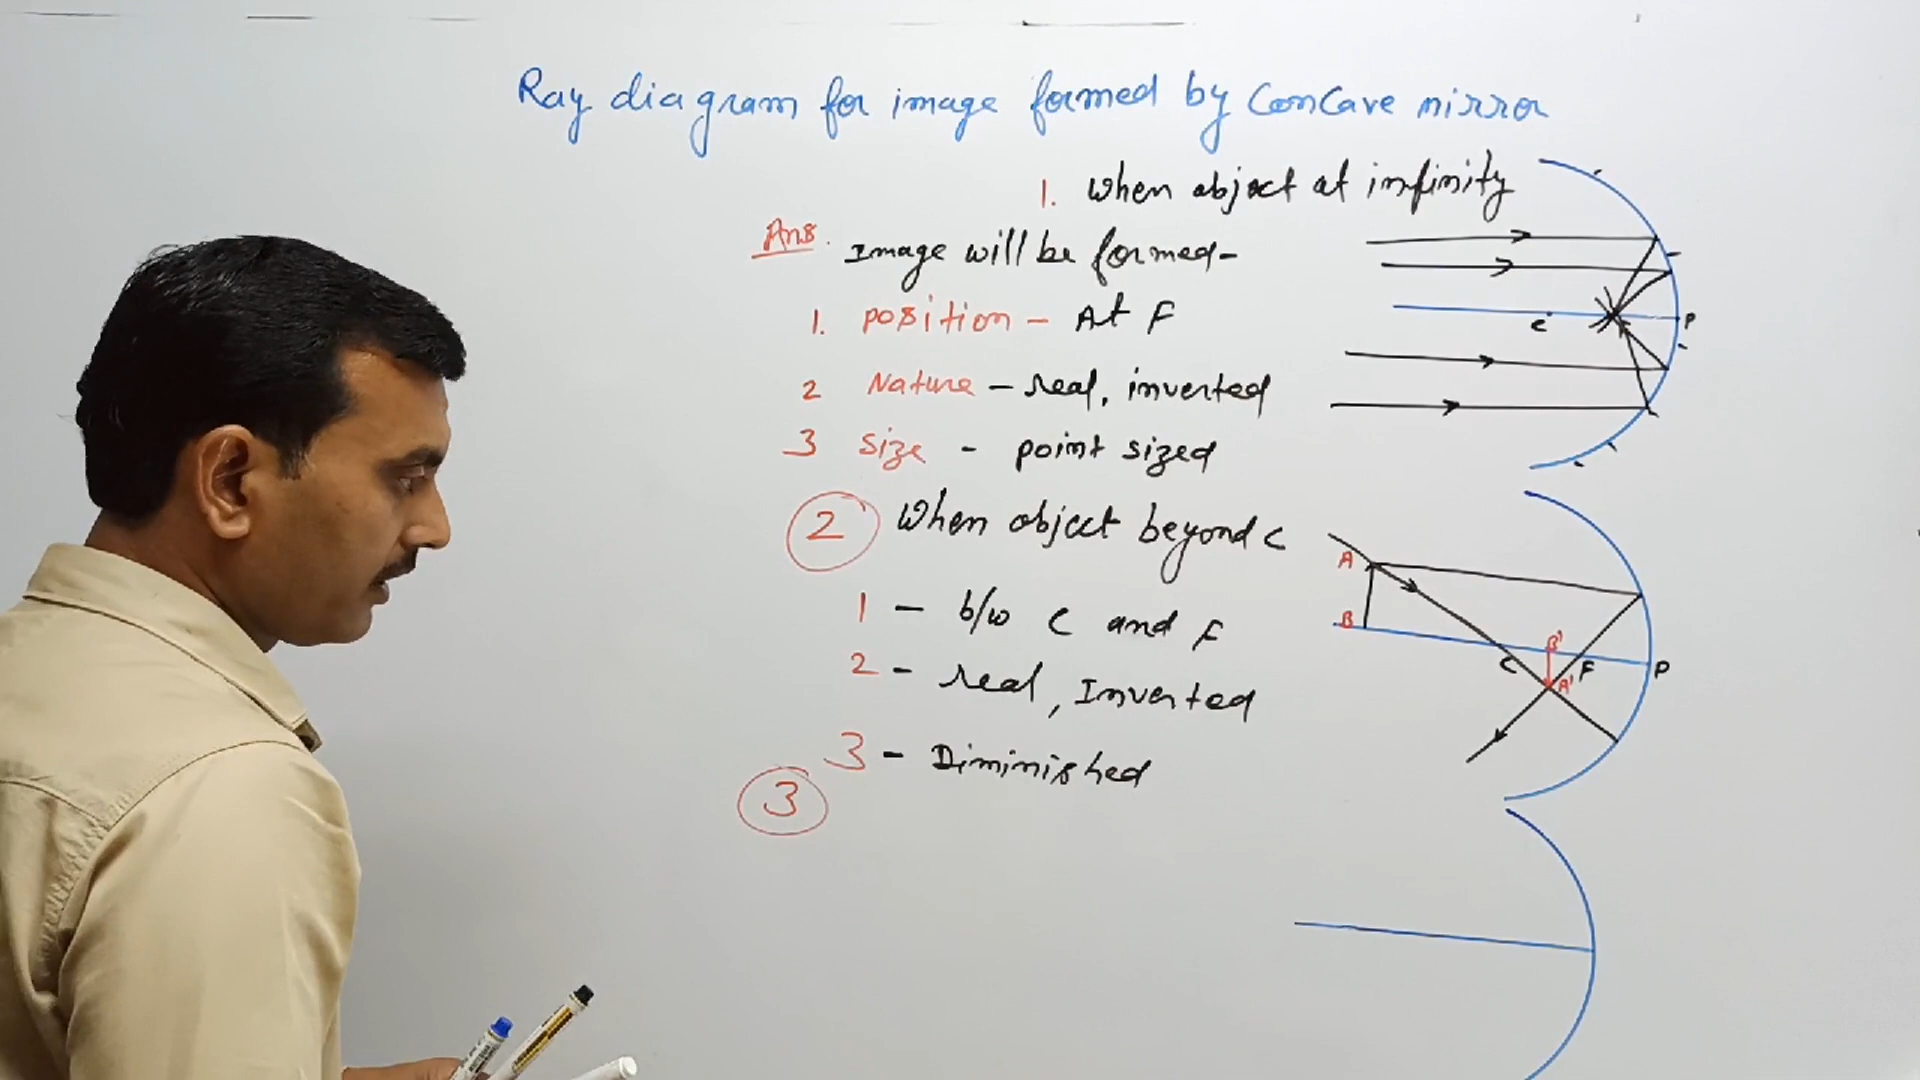 Ray diagram for image formed by Concave mirror
1. When object at infinity
Ans. Image will be formed-
1. Position - At F
2 Nature - real, inverted
3 Size - point sized
C P
2 When object beyond C
1 - b/w C and F
2 - real, Inverted
3 - Diminished
A
B
B'
C A' F P
3